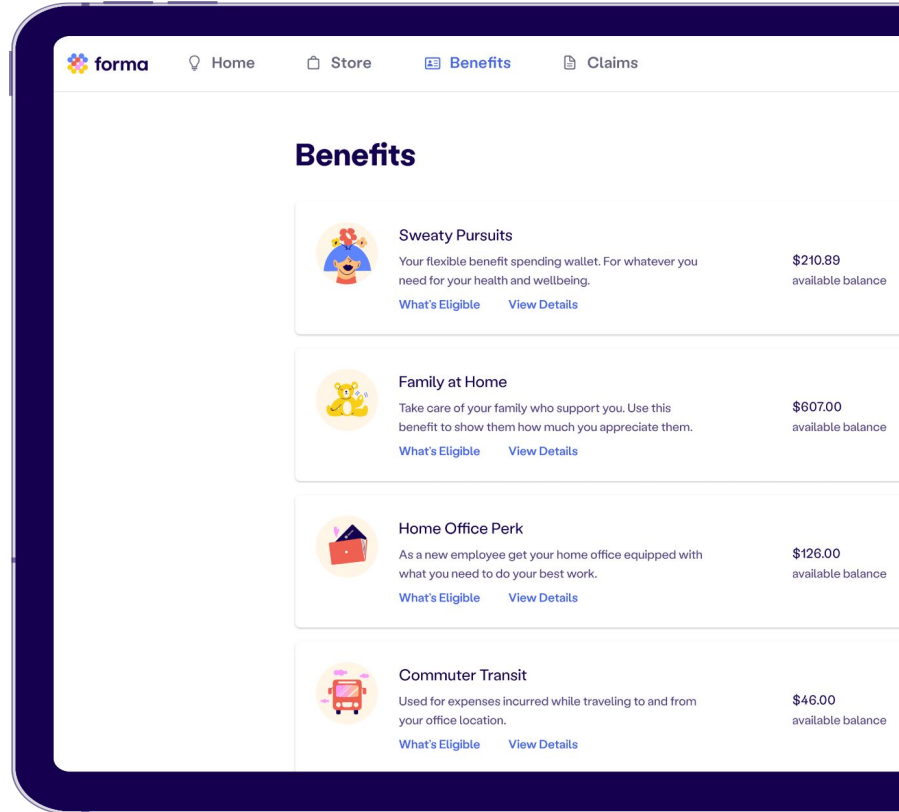 forma
Home
Store
Benefits
Claims
Benefits
Sweaty Pursuits
Your flexible benefit spending wallet. For whatever you
need for your health and wellbeing.
What's Eligible
View Details
$210.89
available balance
Family at Home
Take care of your family who support you. Use this
benefit to show them how much you appreciate them.
What's Eligible
View Details
$607.00
available balance
Home Office Perk
As a new employee get your home office equipped with
what you need to do your best work.
What's Eligible
View Details
$126.00
available balance
Commuter Transit
Used for expenses incurred while traveling to and from
your office location.
What's Eligible
View Details
$46.00
available balance